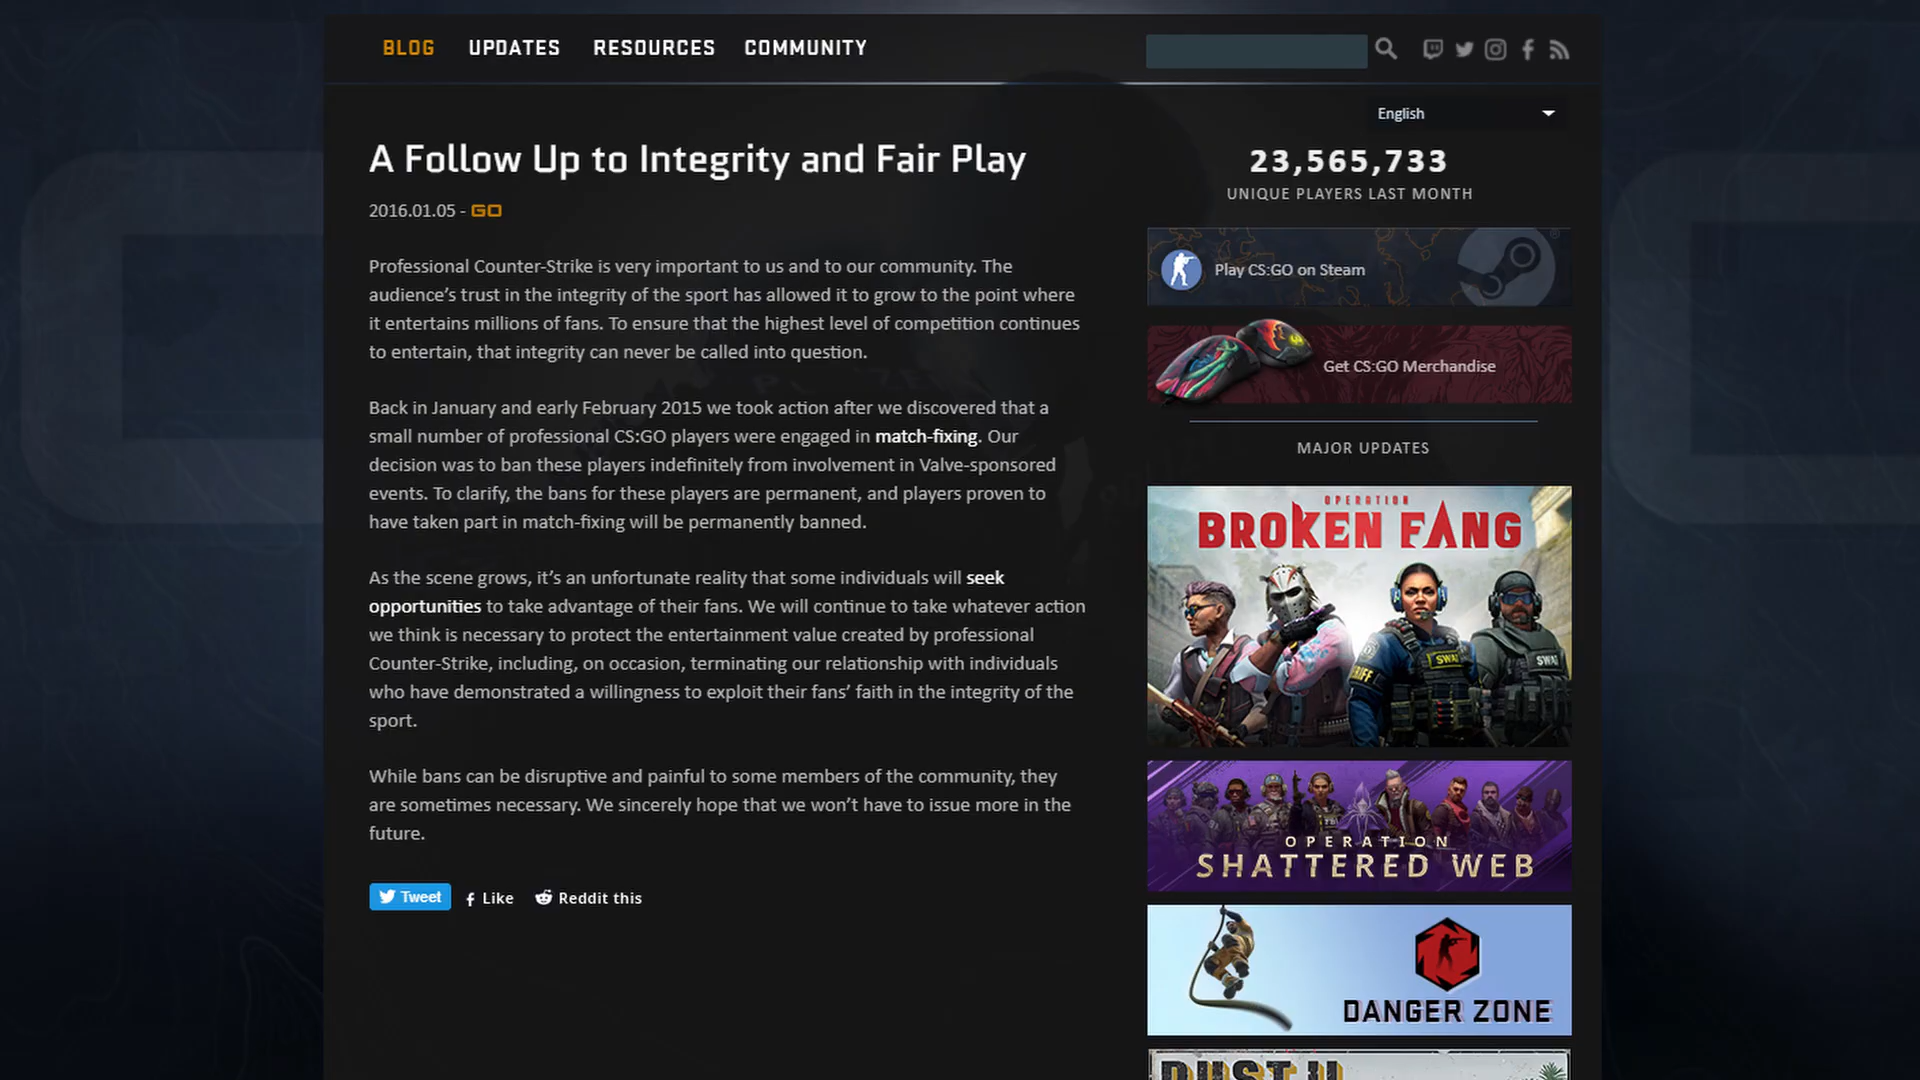 BLOG UPDATES RESOURCES COMMUNITY
English
A Follow Up to Integrity and Fair Play
2016.01.05 - GO
Professional Counter-Strike is very important to us and to our community. The
audience’s trust in the integrity of the sport has allowed it to grow to the point where
it entertains millions of fans. To ensure that the highest level of competition continues
to entertain, that integrity can never be called into question.
Back in January and early February 2015 we took action after we discovered that a
small number of professional CS:GO players were engaged in match-fixing. Our
decision was to ban these players indefinitely from involvement in Valve-sponsored
events. To clarify, the bans for these players are permanent, and players proven to
have taken part in match-fixing will be permanently banned.
As the scene grows, it’s an unfortunate reality that some individuals will seek
opportunities to take advantage of their fans. We will continue to take whatever action
we think is necessary to protect the entertainment value created by professional
Counter-Strike, including, on occasion, terminating our relationship with individuals
who have demonstrated a willingness to exploit their fans’ faith in the integrity of the
sport.
While bans can be disruptive and painful to some members of the community, they
are sometimes necessary. We sincerely hope that we won’t have to issue more in the
future.
Tweet Like Reddit this
23,565,733
UNIQUE PLAYERS LAST MONTH
Play CS:GO on Steam
Get CS:GO Merchandise
MAJOR UPDATES
OPERATION
BROKEN FANG
SWAT
SWAT
OPERATION
SHATTERED WEB
DANGER ZONE
DUST II